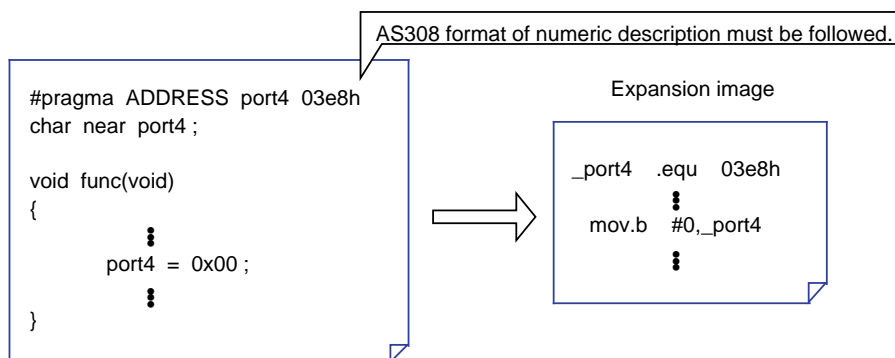 AS308 format of numeric description must be followed.
#pragma ADDRESS port4 03e8h
char near port4 ;
void func(void)
{
port4 = 0x00 ;
}
Expansion image
_port4 .equ 03e8h
mov.b #0,_port4